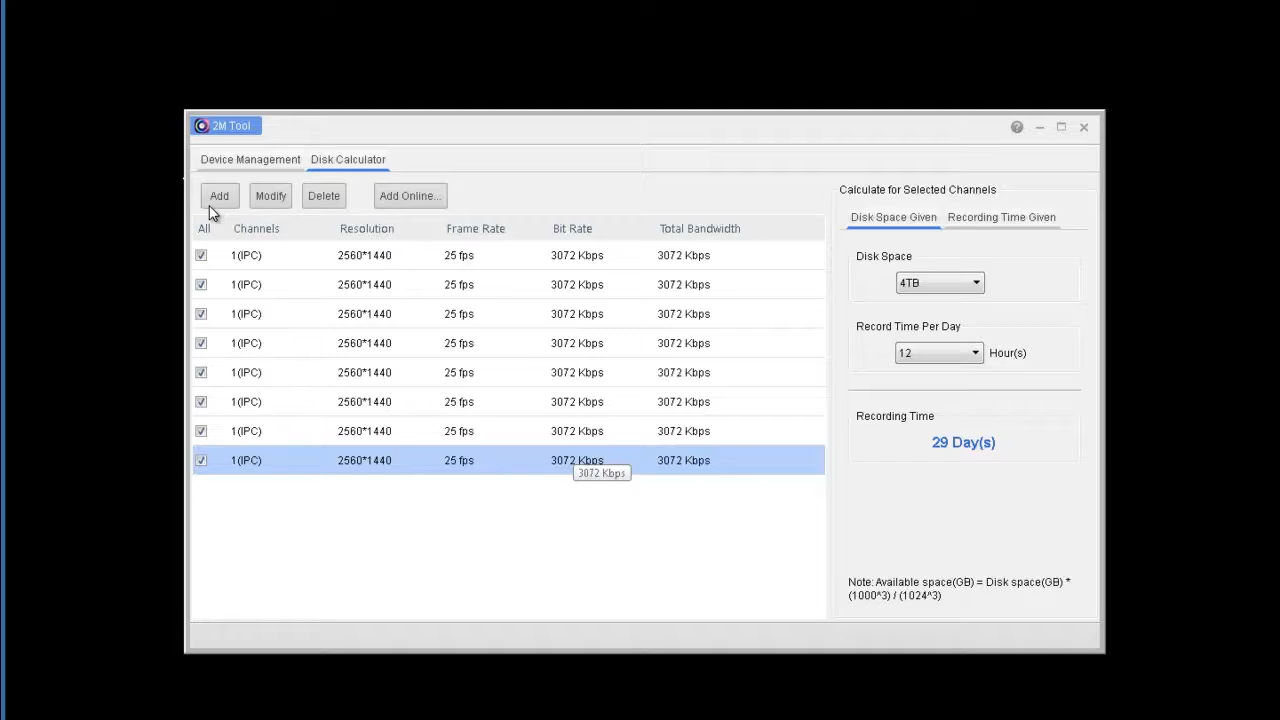 2M Tool
Device Management Disk Calculator
Add Modify Delete Add Online...
All Channels Resolution Frame Rate Bit Rate Total Bandwidth
1(IPC) 2560*1440 25 fps 3072 Kbps 3072 Kbps
1(IPC) 2560*1440 25 fps 3072 Kbps 3072 Kbps
1(IPC) 2560*1440 25 fps 3072 Kbps 3072 Kbps
1(IPC) 2560*1440 25 fps 3072 Kbps 3072 Kbps
1(IPC) 2560*1440 25 fps 3072 Kbps 3072 Kbps
1(IPC) 2560*1440 25 fps 3072 Kbps 3072 Kbps
1(IPC) 2560*1440 25 fps 3072 Kbps 3072 Kbps
1(IPC) 2560*1440 25 fps 3072 Kbps 3072 Kbps
3072 Kbps
Calculate for Selected Channels
Disk Space Given Recording Time Given
Disk Space
4TB
Record Time Per Day
12 Hour(s)
Recording Time
29 Day(s)
Note: Available space(GB) = Disk space(GB) *
(1000^3) / (1024^3)